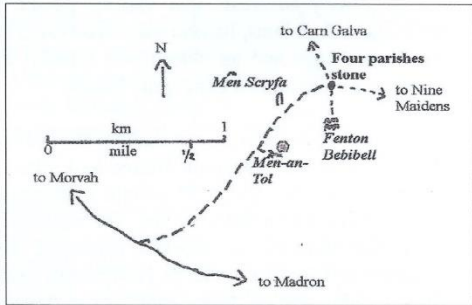 to Carn Galva
N
Four parishes
stone
Men Scryfa
to Nine
Maidens
km
0 1
mile 1/2
Fenton
Bebibell
Men-an-
Tol
to Morvah
to Madron